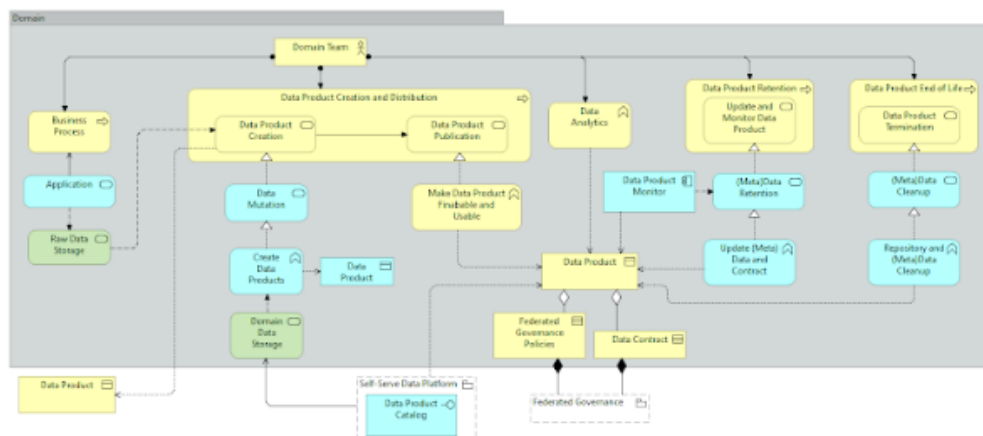 Domain
Domain Team
Data Product Creation and Distribution
Data Product
Creation
Data Product
Publication
Business
Process
Data
Analytics
Data Product Retention
Update and
Monitor Data
Product
Data Product End of Life
Data Product
Termination
Application
Data
Mutation
Make Data Product
Finabable and
Usable
Data Product
Monitor
(Meta)Data
Retention
(Meta)Data
Cleanup
Raw Data
Storage
Create
Data
Products
Data
Product
Data Product
Update (Meta)
Data and
Contract
Repository and
(Meta)Data
Cleanup
Domain
Data
Storage
Federated
Governance
Policies
Data Contract
Data Product
Self-Serve Data Platform
Data Product
Catalog
Federated Governance